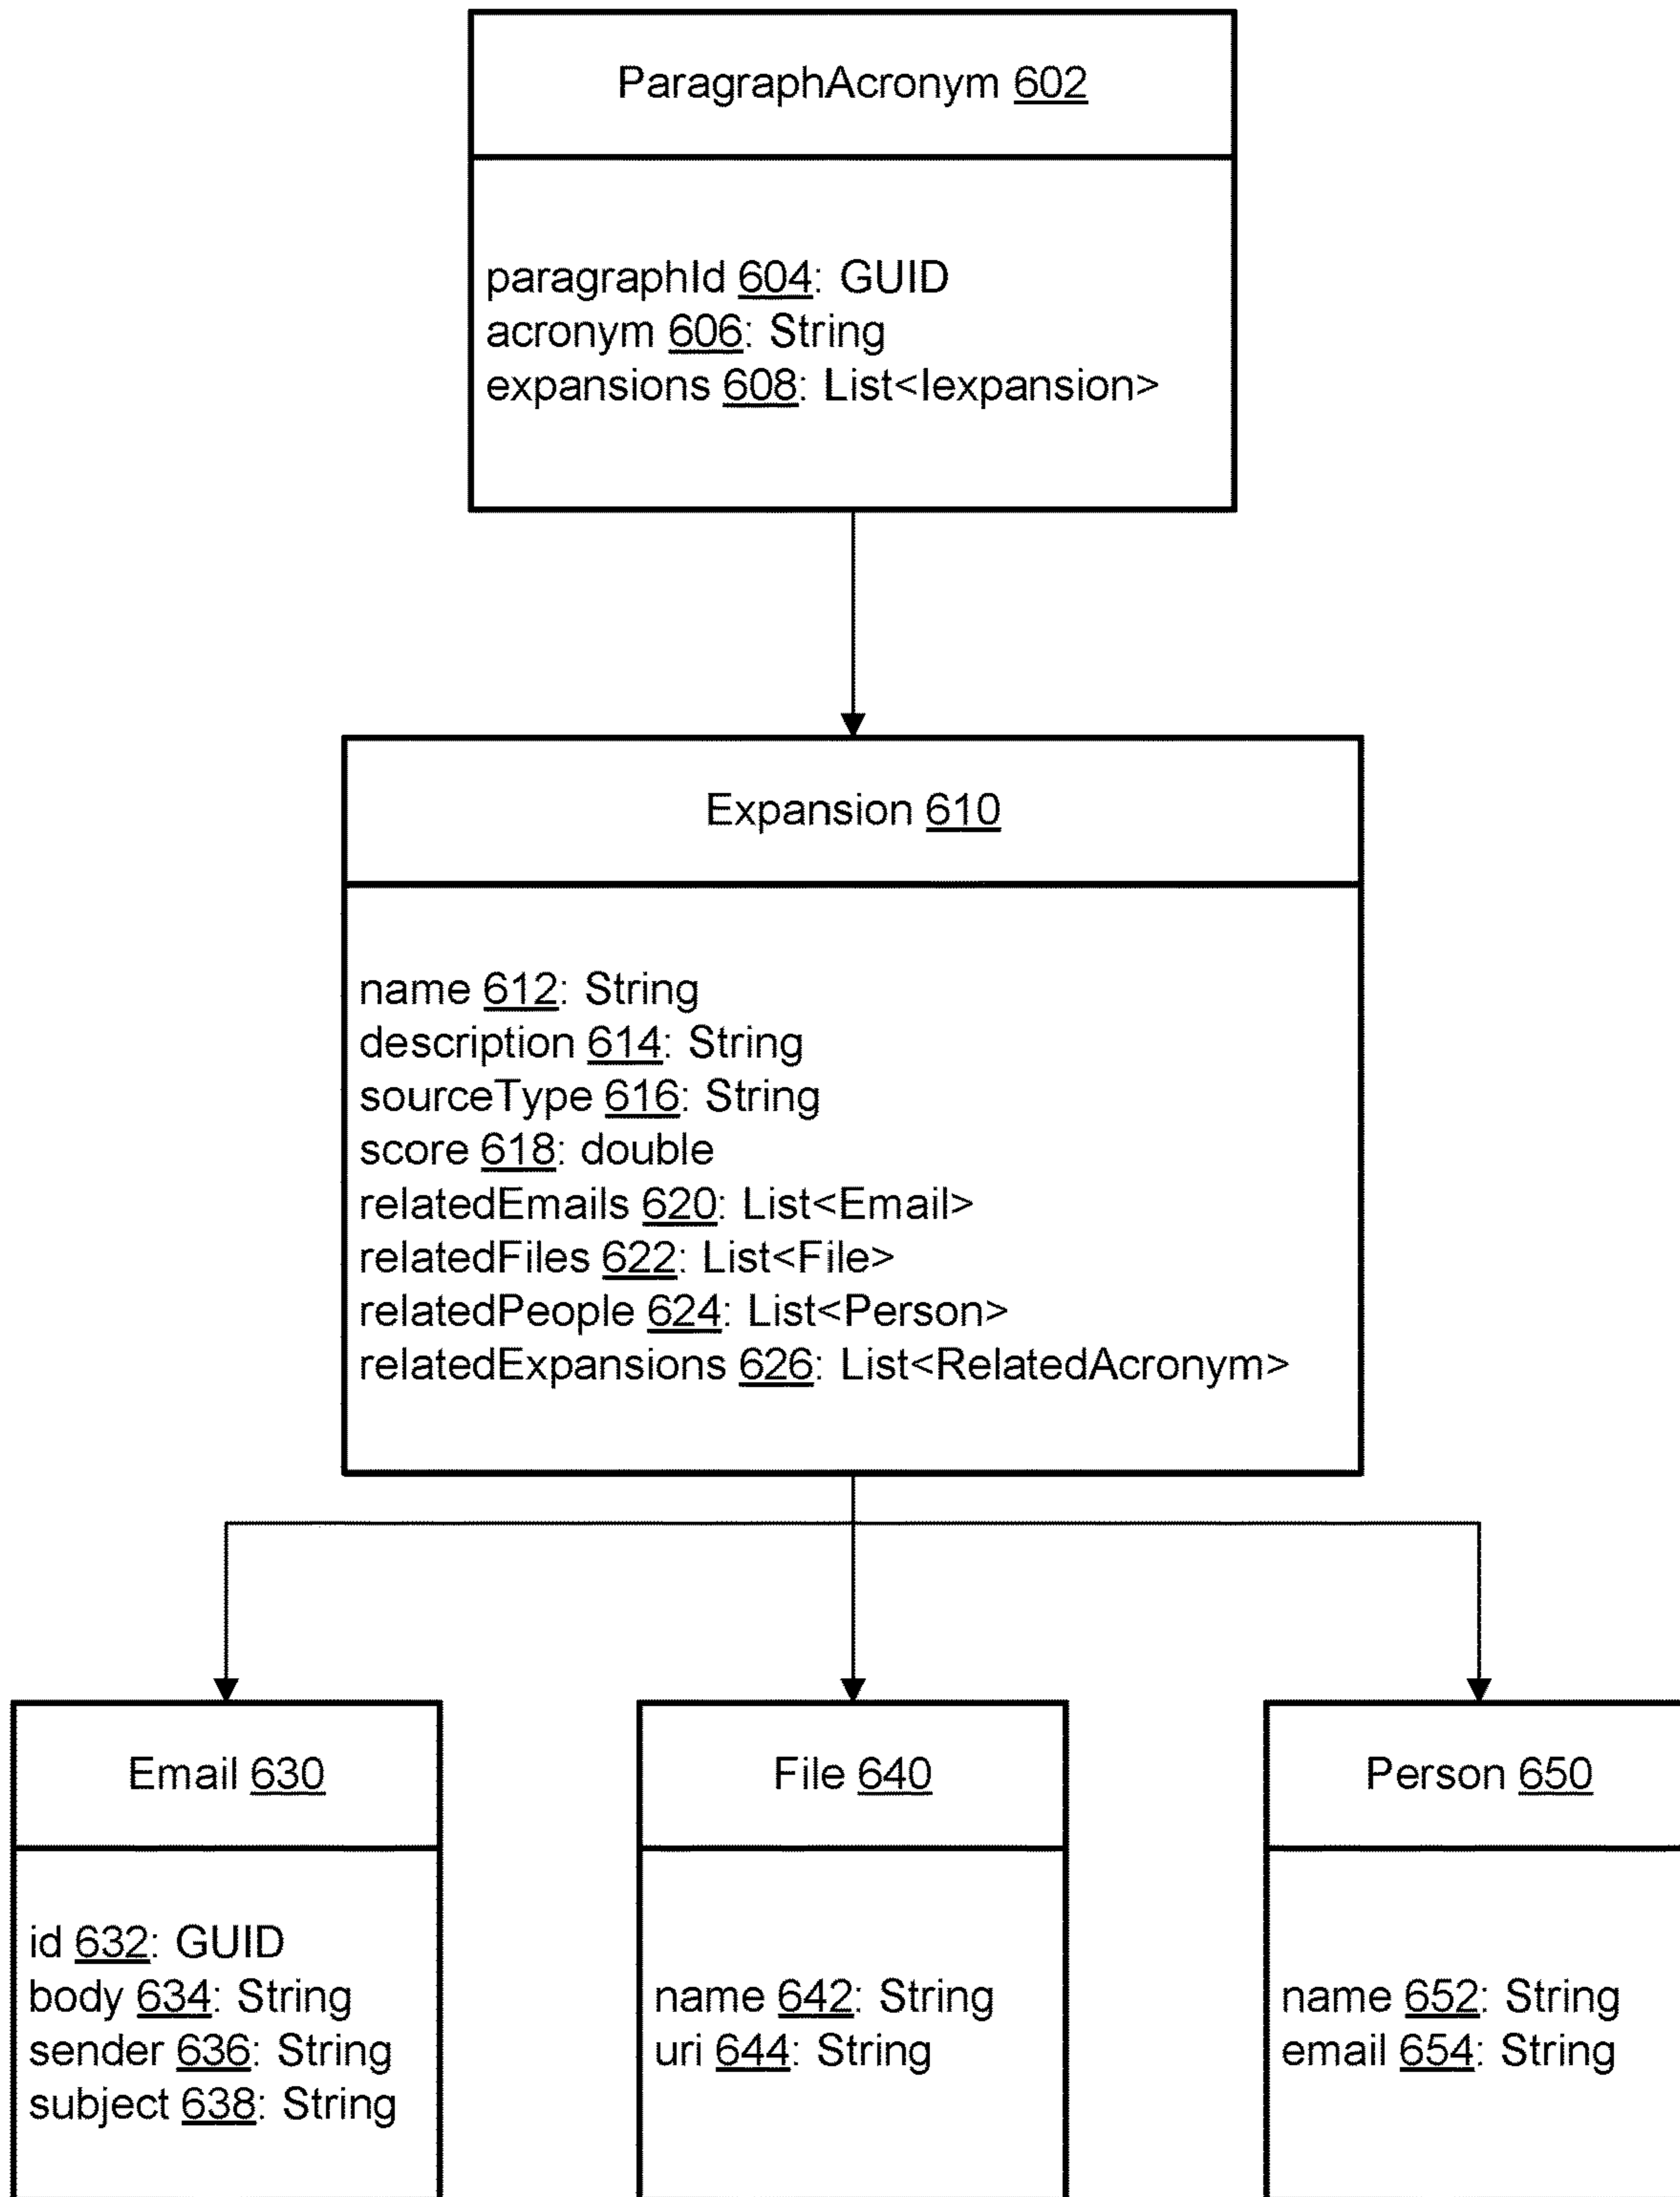 ParagraphAcronym 602
paragraphId 604: GUID
acronym 606: String
expansions 608: List<Iexpansion>
Expansion 610
name 612: String
description 614: String
sourceType 616: String
score 618: double
relatedEmails 620: List<Email>
relatedFiles 622: List<File>
relatedPeople 624: List<Person>
relatedExpansions 626: List<RelatedAcronym>
Email 630
id 632: GUID
body 634: String
sender 636: String
subject 638: String
File 640
name 642: String
uri 644: String
Person 650
name 652: String
email 654: String